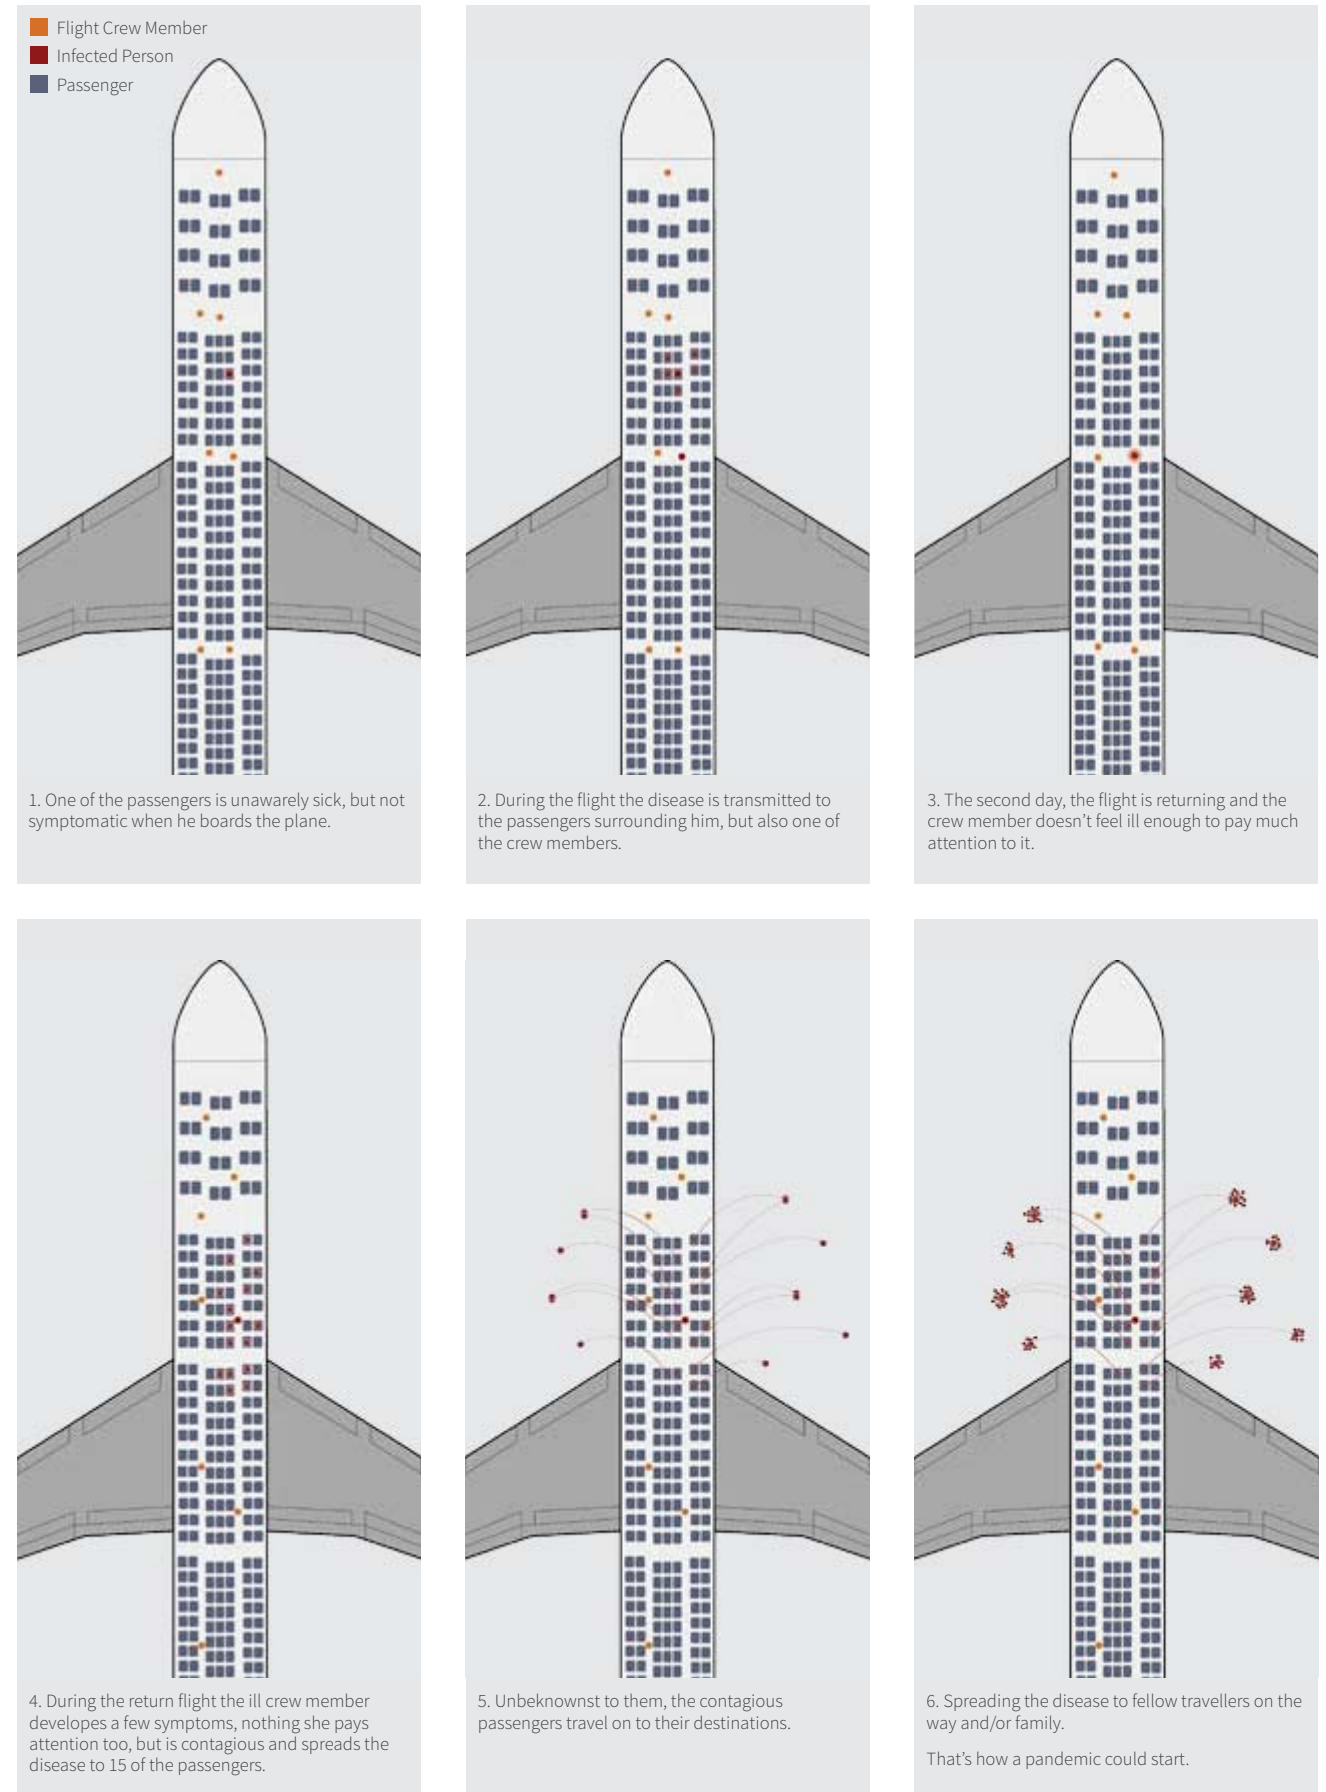 Flight Crew Member
Infected Person
Passenger
1. One of the passengers is unawarely sick, but not
symptomatic when he boards the plane.
2. During the flight the disease is transmitted to
the passengers surrounding him, but also one of
the crew members.
3. The second day, the flight is returning and the
crew member doesn't feel ill enough to pay much
attention to it.
4. During the return flight the ill crew member
developes a few symptoms, nothing she pays
attention too, but is contagious and spreads the
disease to 15 of the passengers.
5. Unbeknownst to them, the contagious
passengers travel on to their destinations.
6. Spreading the disease to fellow travellers on the
way and/or family.
That's how a pandemic could start.